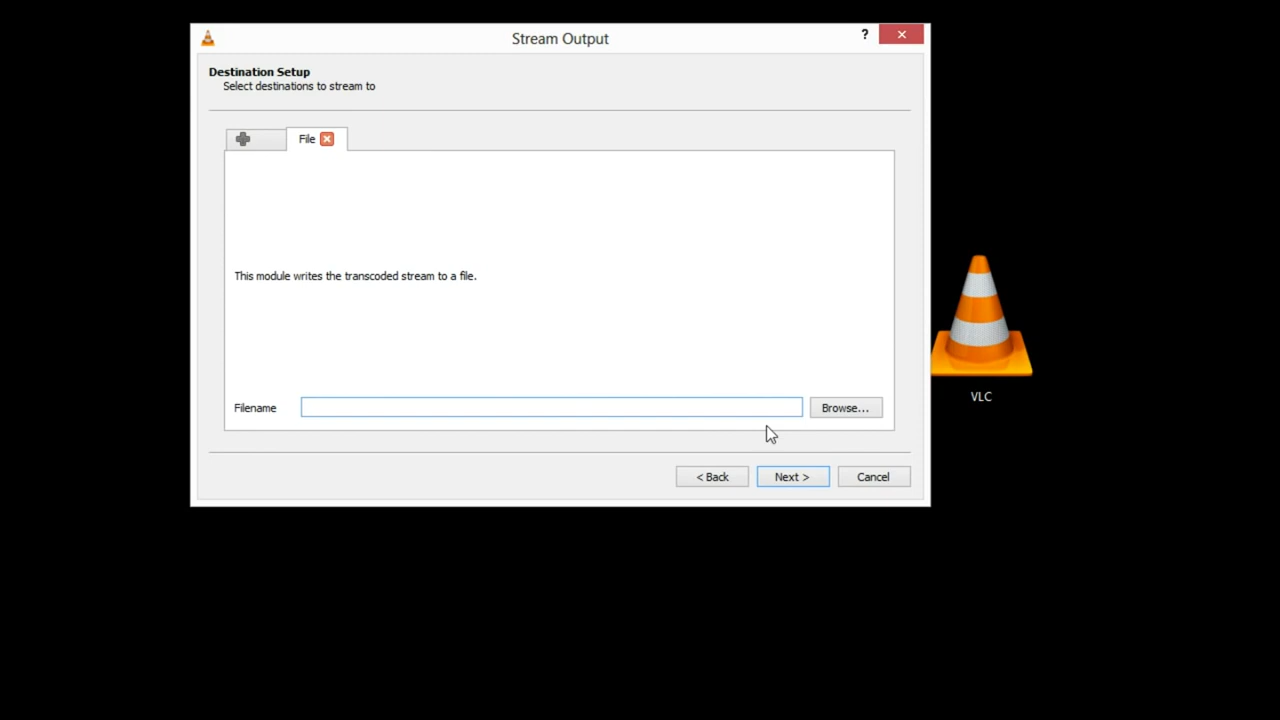 Stream Output
?
Destination Setup
Select destinations to stream to
File
This module writes the transcoded stream to a file.
Filename
Browse...
< Back
Next >
Cancel
VLC